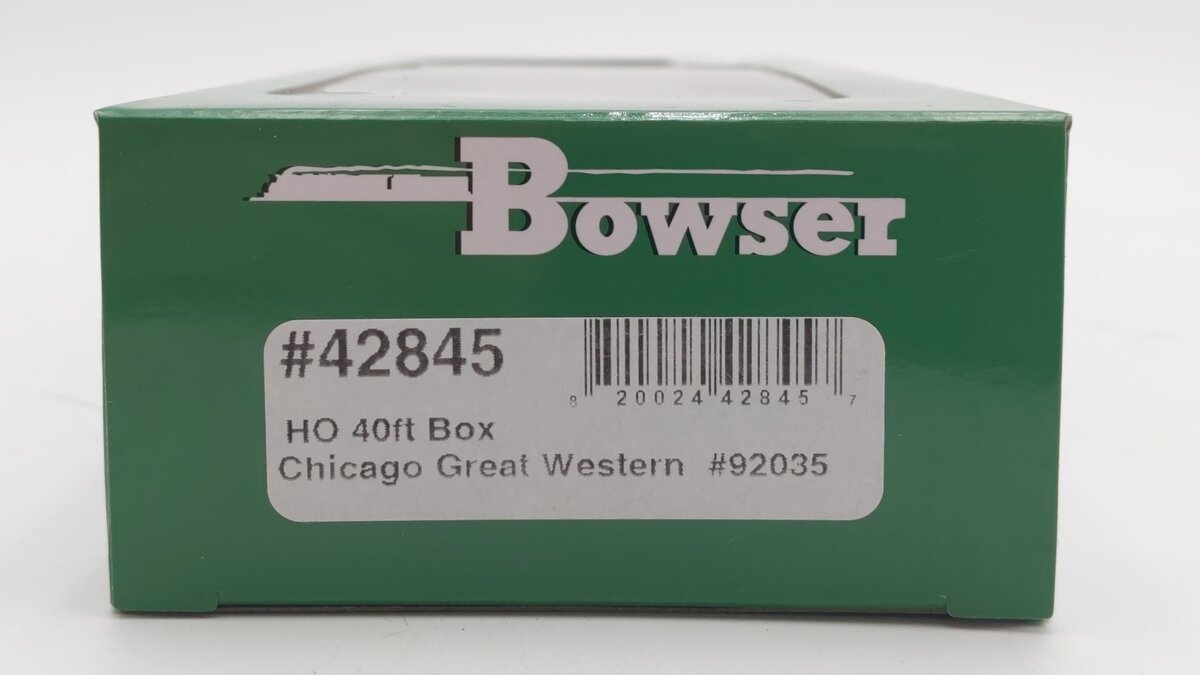 Bowser
#42845
8 20024 42845 7
HO 40ft Box
Chicago Great Western #92035